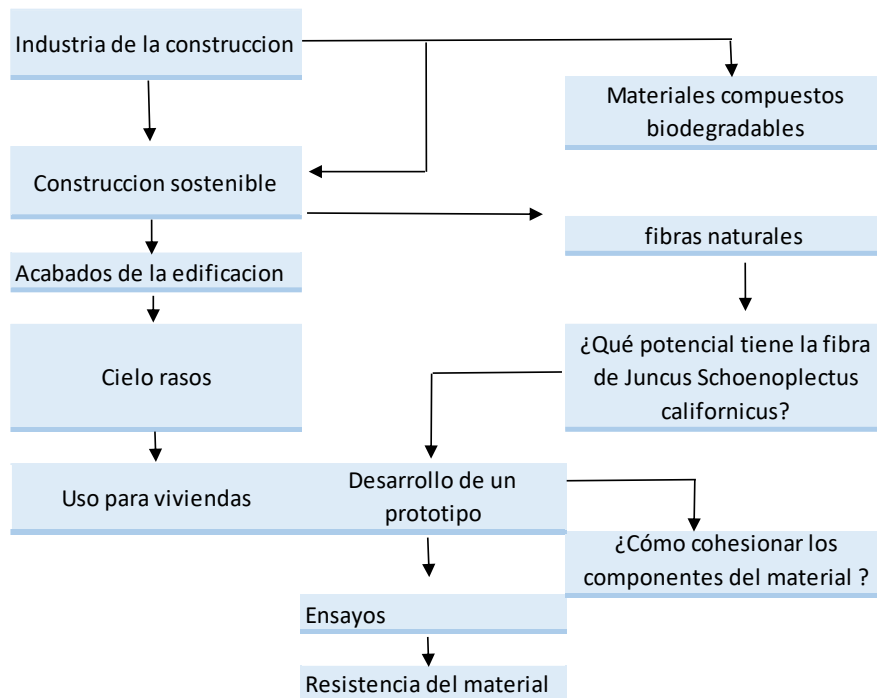 Industria de la construccion
Materiales compuestos
biodegradables
Construccion sostenible
fibras naturales
Acabados de la edificacion
Cielo rasos
¿Qué potencial tiene la fibra
de Juncus Schoenoplectus
californicus?
Uso para viviendas
Desarrollo de un
prototipo
¿Cómo cohesionar los
componentes del material ?
Ensayos
Resistencia del material